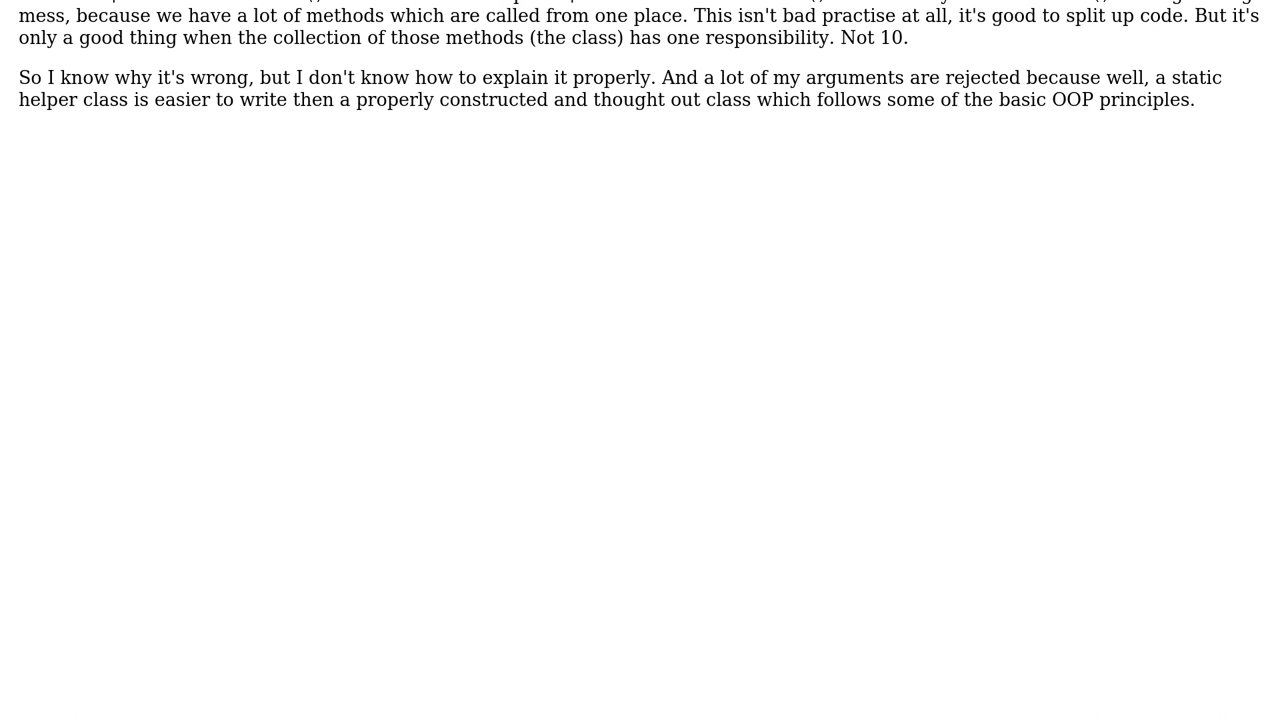 mess, because we have a lot of methods which are called from one place. This isn't bad practise at all, it's good to split up code. But it's
only a good thing when the collection of those methods (the class) has one responsibility. Not 10.
So I know why it's wrong, but I don't know how to explain it properly. And a lot of my arguments are rejected because well, a static
helper class is easier to write then a properly constructed and thought out class which follows some of the basic OOP principles.